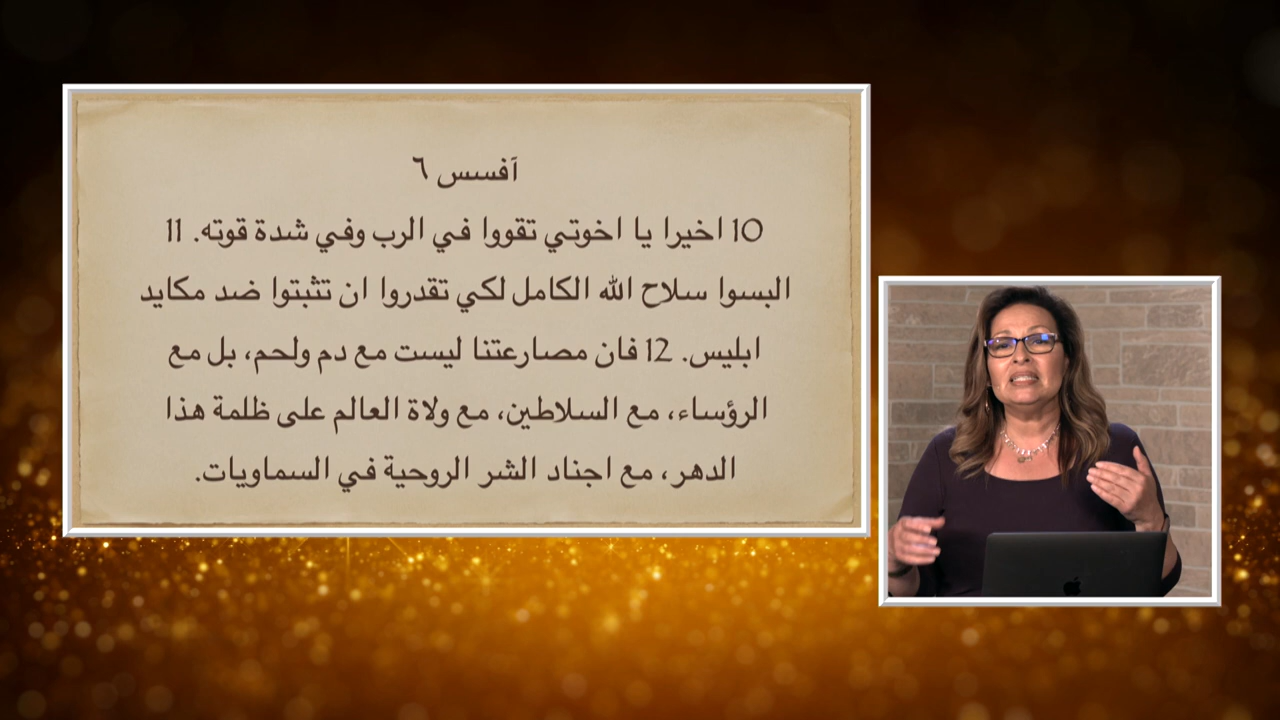 آفسس ٦
10 اخيرا يا اخوتي تقووا في الرب وفي شدة قوته. 11
البسوا سلاح الله الكامل لكي تقدروا ان تثبتوا ضد مكايد
ابليس. 12 فان مصارعتنا ليست مع دم ولحم، بل مع
الرؤساء، مع السلاطين، مع ولاة العالم على ظلمة هذا
الدهر، مع اجناد الشر الروحية في السماويات.